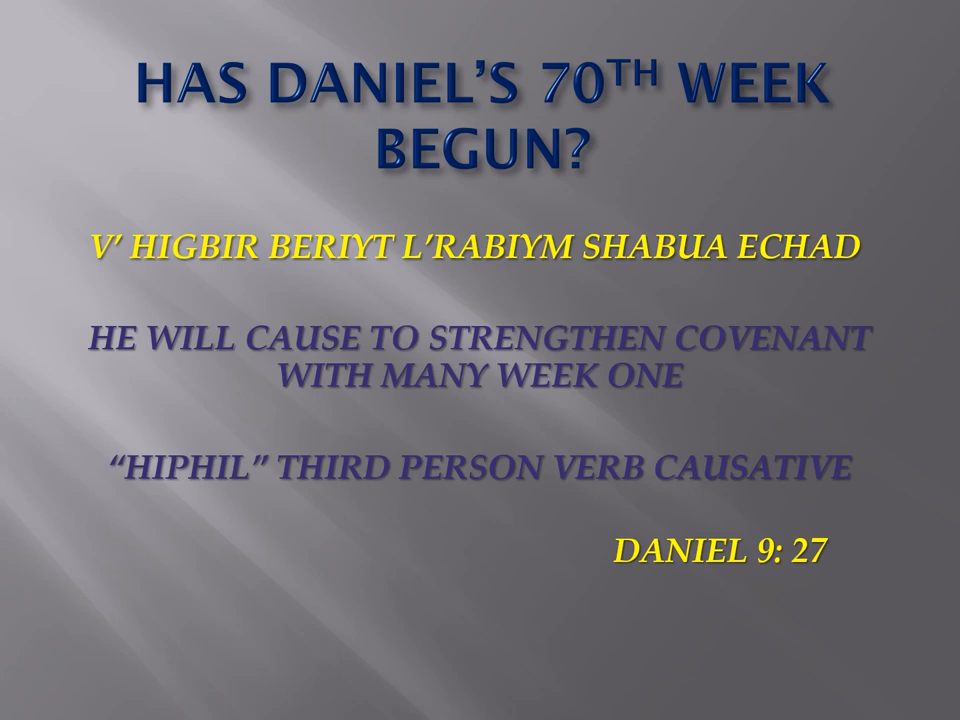 HAS DANIEL’S 70TH WEEK
BEGUN?
V’ HIGBIR BERIYT L’RABIYM SHABUA ECHAD
HE WILL CAUSE TO STRENGTHEN COVENANT
WITH MANY WEEK ONE
“HIPHIL” THIRD PERSON VERB CAUSATIVE
DANIEL 9: 27